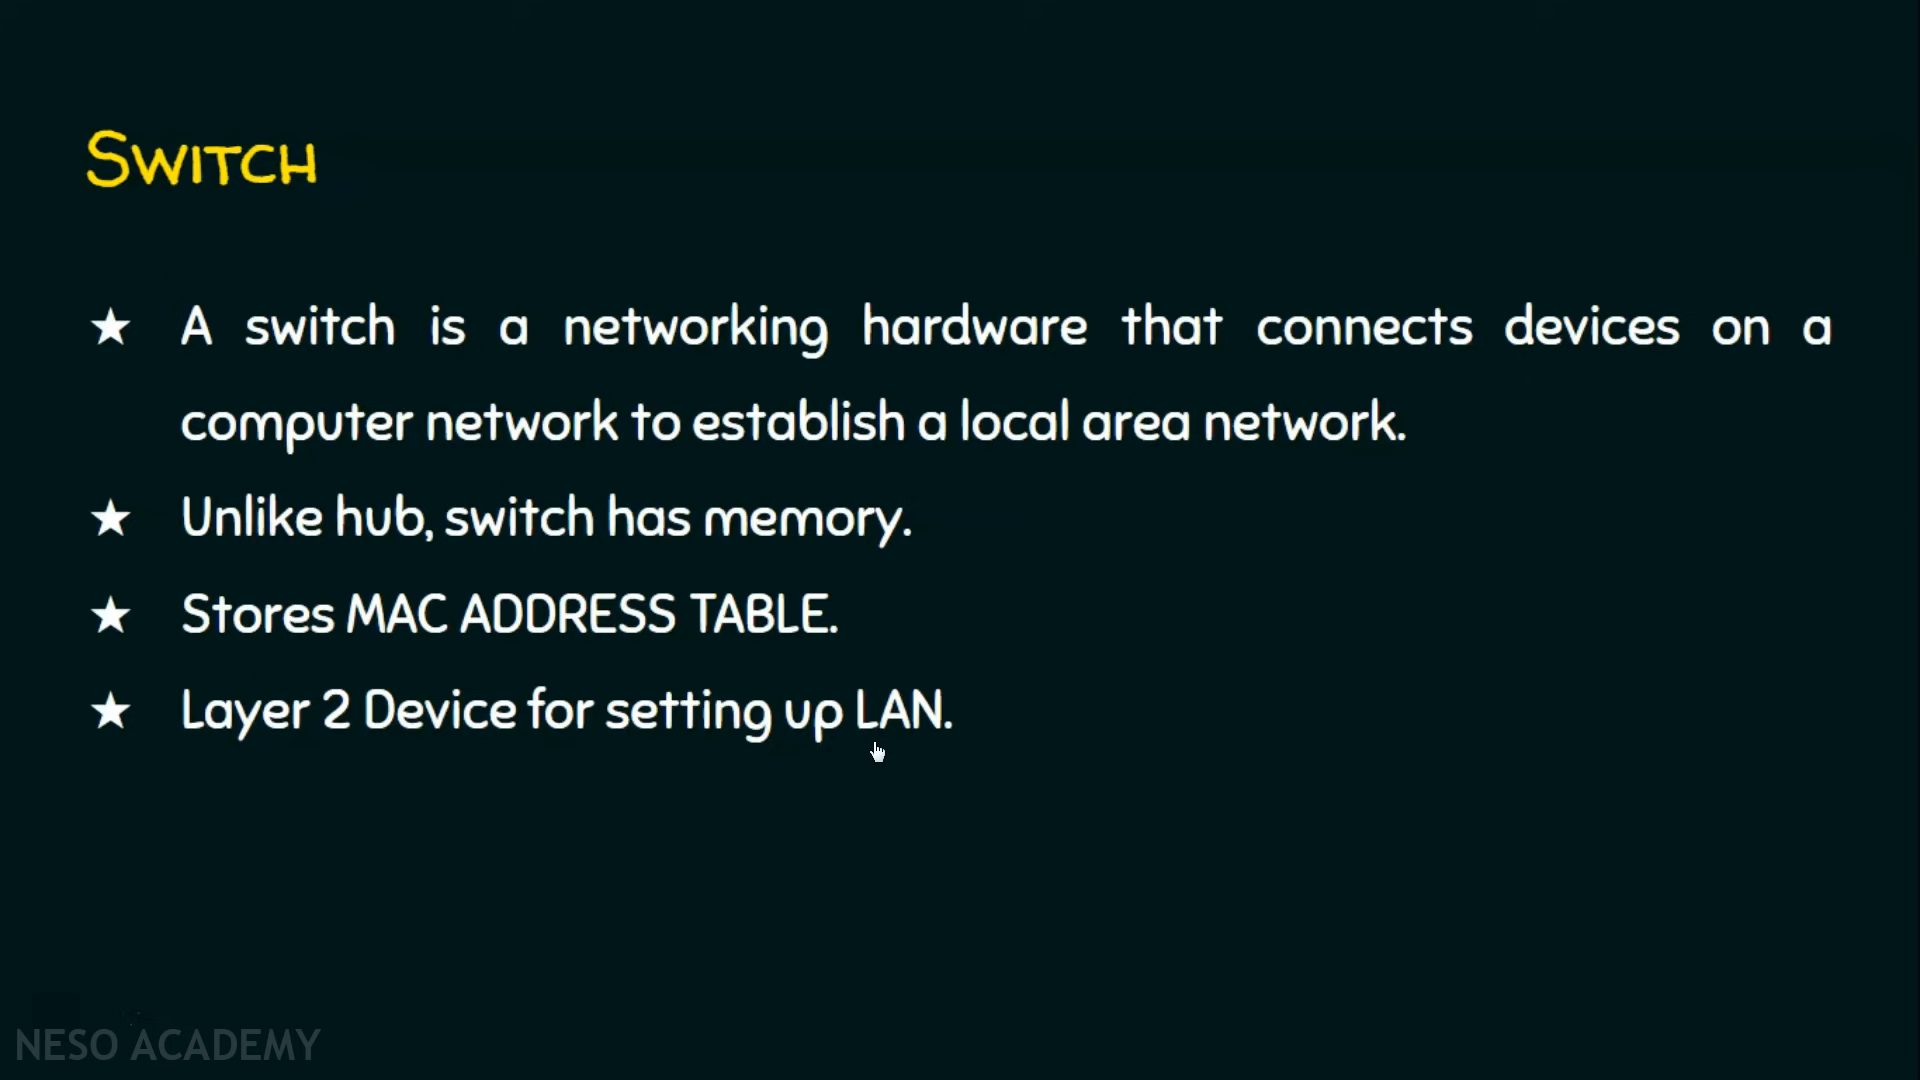 SWITCH
★ A switch is a networking hardware that connects devices on a
computer network to establish a local area network.
★ Unlike hub, switch has memory.
★ Stores MAC ADDRESS TABLE.
★ Layer 2 Device for setting up LAN.
NESO ACADEMY